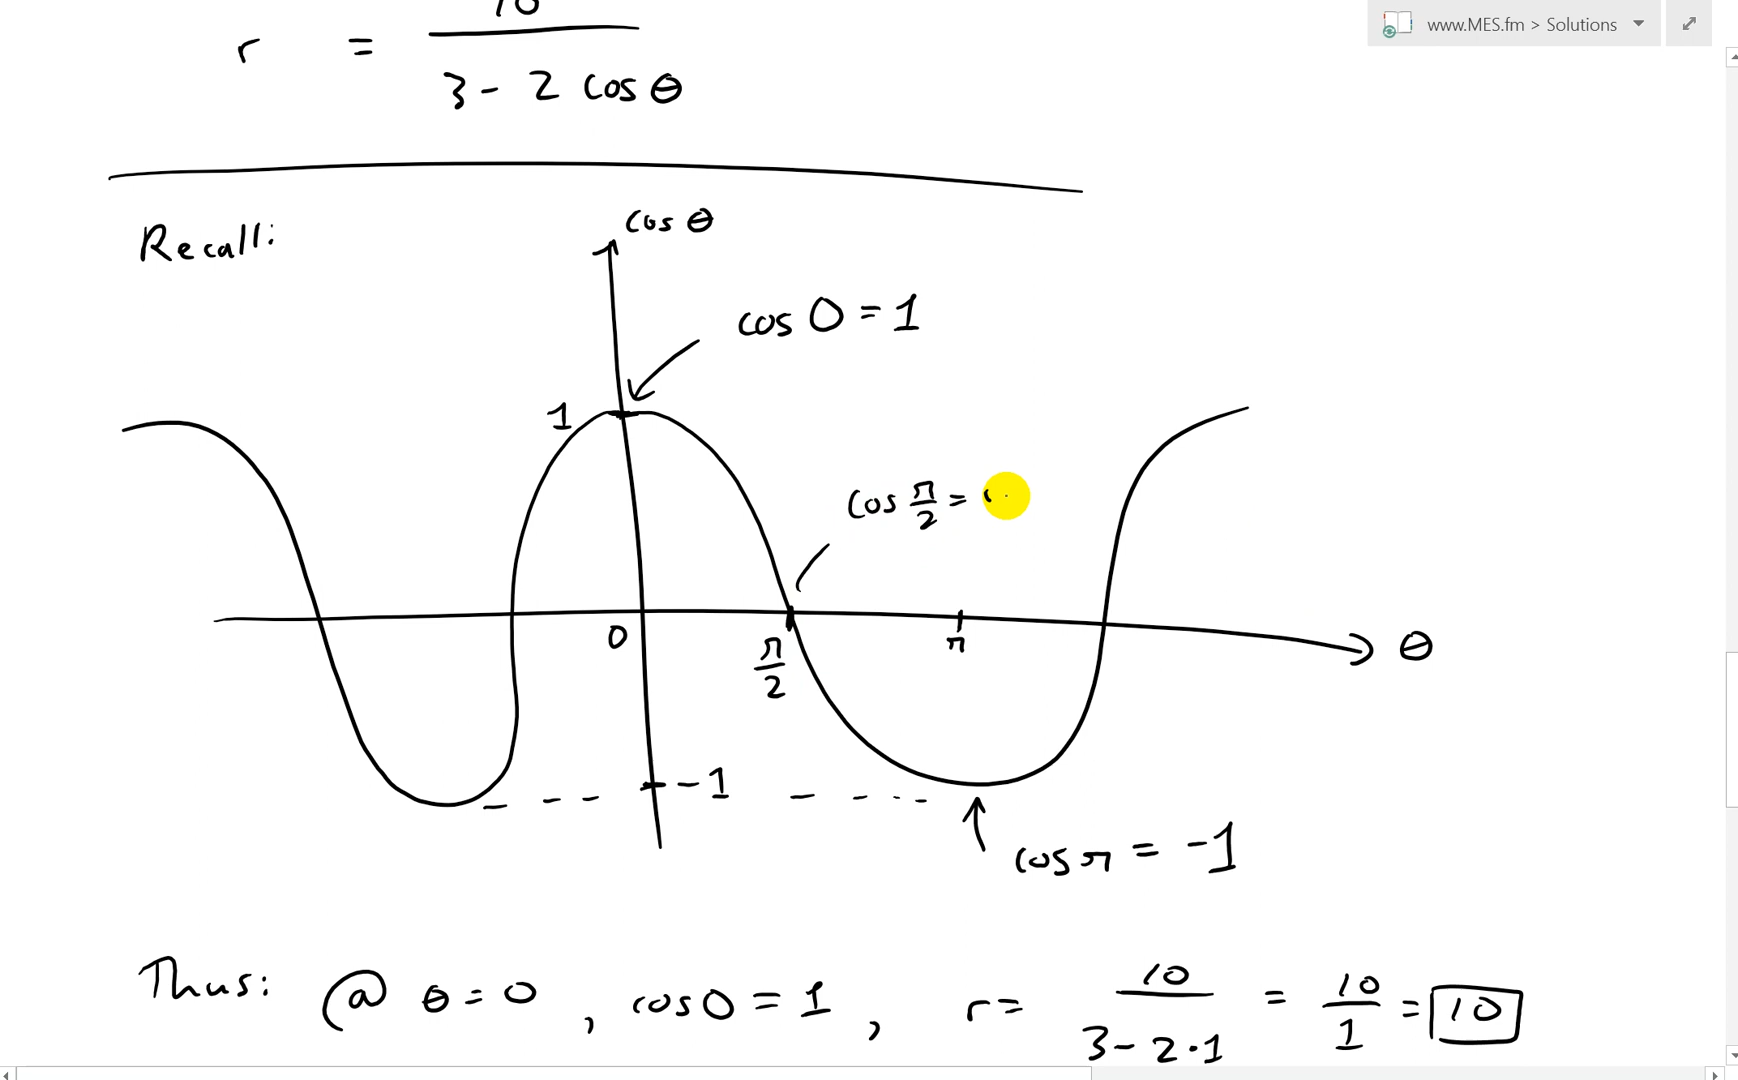 www.MES.fm > Solutions
r = 10 / (3 - 2 cos θ)
Recall:
cos θ
cos 0 = 1
1
cos π/2 =
0
π/2
π
θ
-1
cos π = -1
Thus: @ θ = 0, cos 0 = 1, r = 10 / (3 - 2·1) = 10/1 = 10